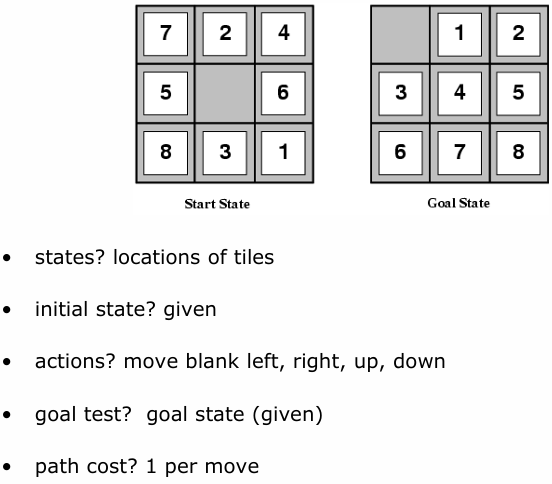 7 2 4 1 2
5 6 3 4 5
8 3 1 6 7 8
Start State Goal State
• states? locations of tiles
• initial state? given
• actions? move blank left, right, up, down
• goal test? goal state (given)
• path cost? 1 per move